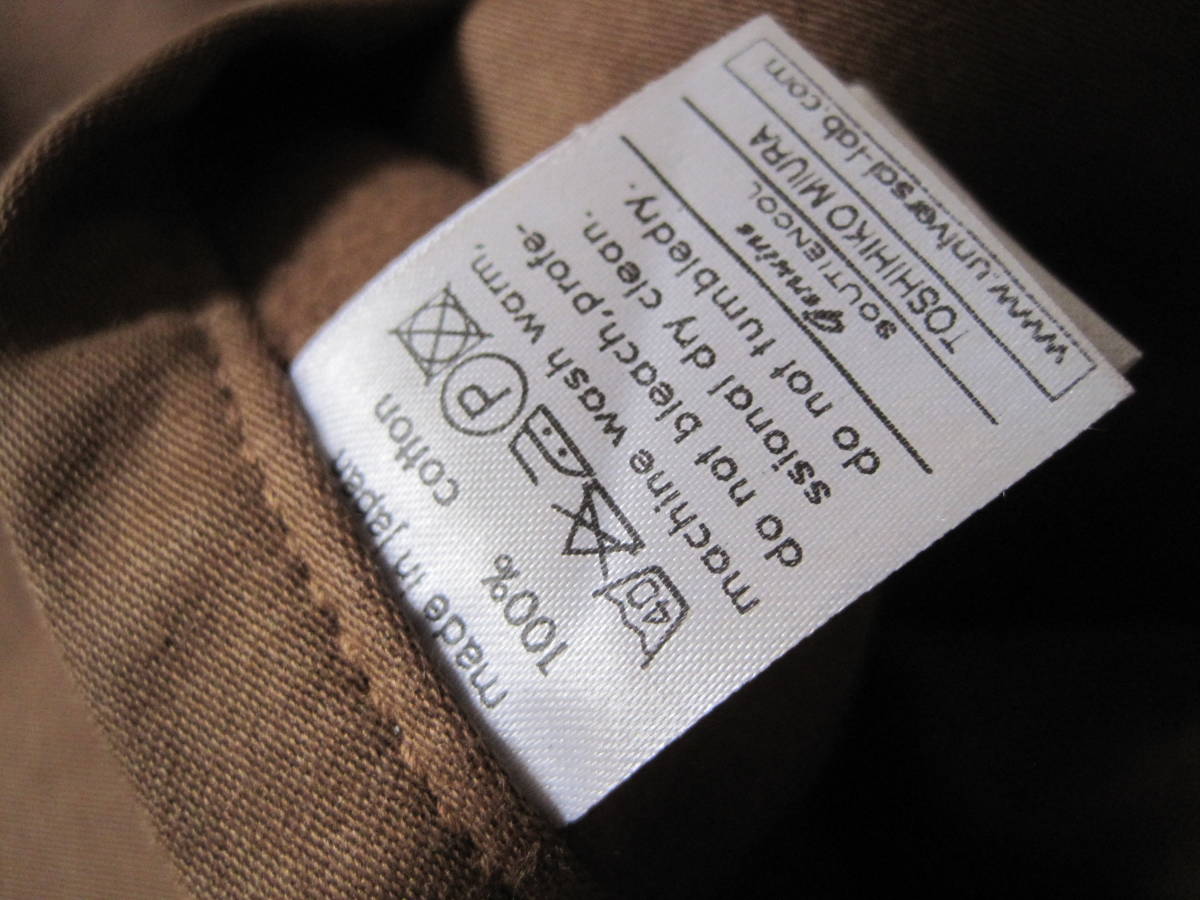 made in japan
100% cotton
40 P
machine wash warm.
do not bleach,profe-
ssional dry clean.
do not tumbledry.
Genuine
SOUTIENCOL
TOSHIHIKO MIURA
www.universal-lab.com